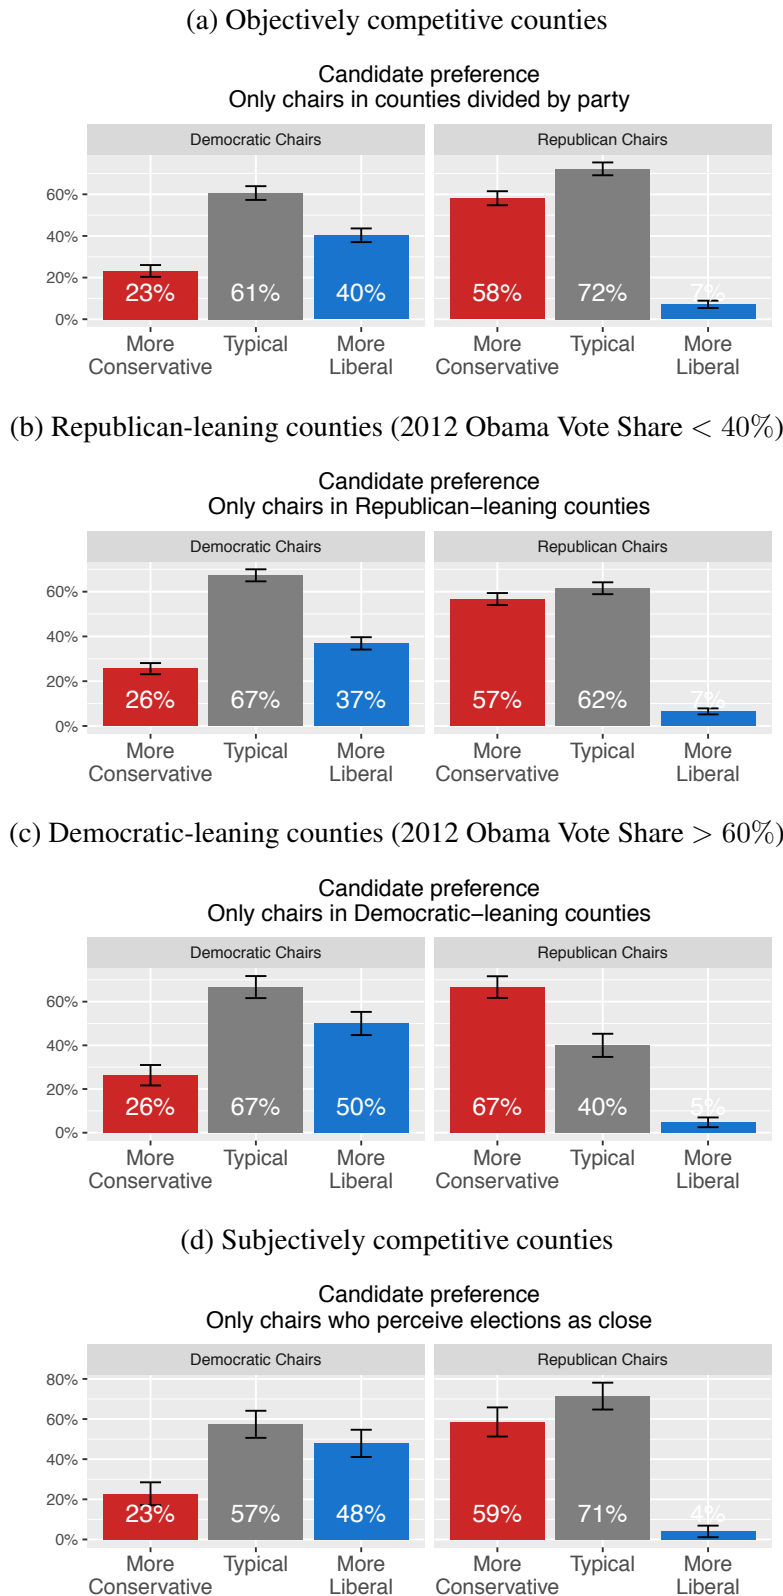 (a) Objectively competitive counties
Candidate preference
Only chairs in counties divided by party
Democratic Chairs
Republican Chairs
60%
40%
20%
0%
23%
61%
40%
58%
72%
7%
More
Conservative
Typical
More
Liberal
More
Conservative
Typical
More
Liberal
(b) Republican-leaning counties (2012 Obama Vote Share < 40%)
Candidate preference
Only chairs in Republican−leaning counties
Democratic Chairs
Republican Chairs
60%
40%
20%
0%
26%
67%
37%
57%
62%
7%
More
Conservative
Typical
More
Liberal
More
Conservative
Typical
More
Liberal
(c) Democratic-leaning counties (2012 Obama Vote Share > 60%)
Candidate preference
Only chairs in Democratic−leaning counties
Democratic Chairs
Republican Chairs
60%
40%
20%
0%
26%
67%
50%
67%
40%
5%
More
Conservative
Typical
More
Liberal
More
Conservative
Typical
More
Liberal
(d) Subjectively competitive counties
Candidate preference
Only chairs who perceive elections as close
Democratic Chairs
Republican Chairs
80%
60%
40%
20%
0%
23%
57%
48%
59%
71%
4%
More
Conservative
Typical
More
Liberal
More
Conservative
Typical
More
Liberal